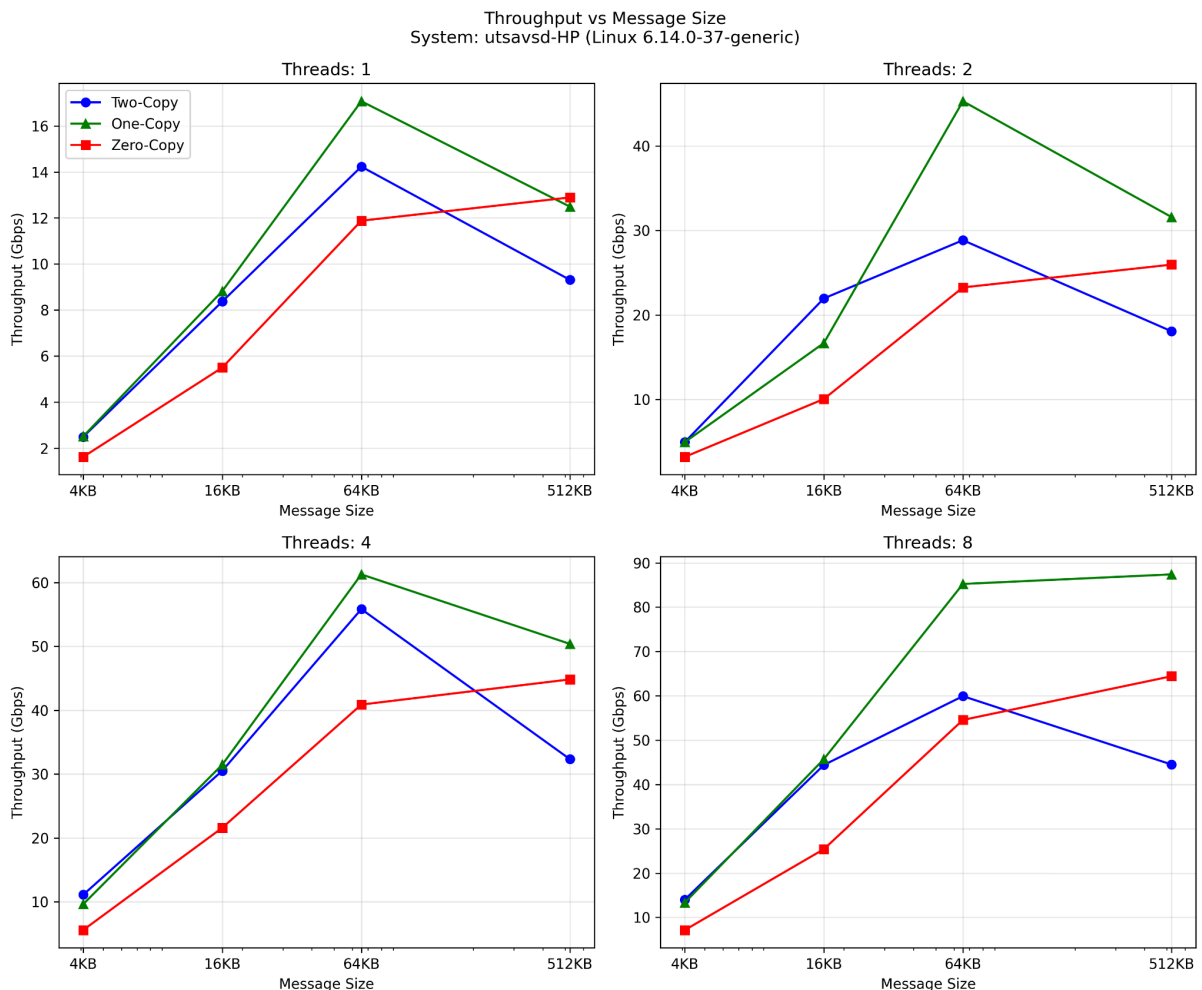 Throughput vs Message Size
System: utsavsd-HP (Linux 6.14.0-37-generic)
Threads: 1
Two-Copy
One-Copy
Zero-Copy
16
14
12
10
8
6
4
2
Throughput (Gbps)
4KB 16KB 64KB 512KB
Message Size
Threads: 2
40
30
20
10
Throughput (Gbps)
4KB 16KB 64KB 512KB
Message Size
Threads: 4
60
50
40
30
20
10
Throughput (Gbps)
4KB 16KB 64KB 512KB
Message Size
Threads: 8
90
80
70
60
50
40
30
20
10
Throughput (Gbps)
4KB 16KB 64KB 512KB
Message Size